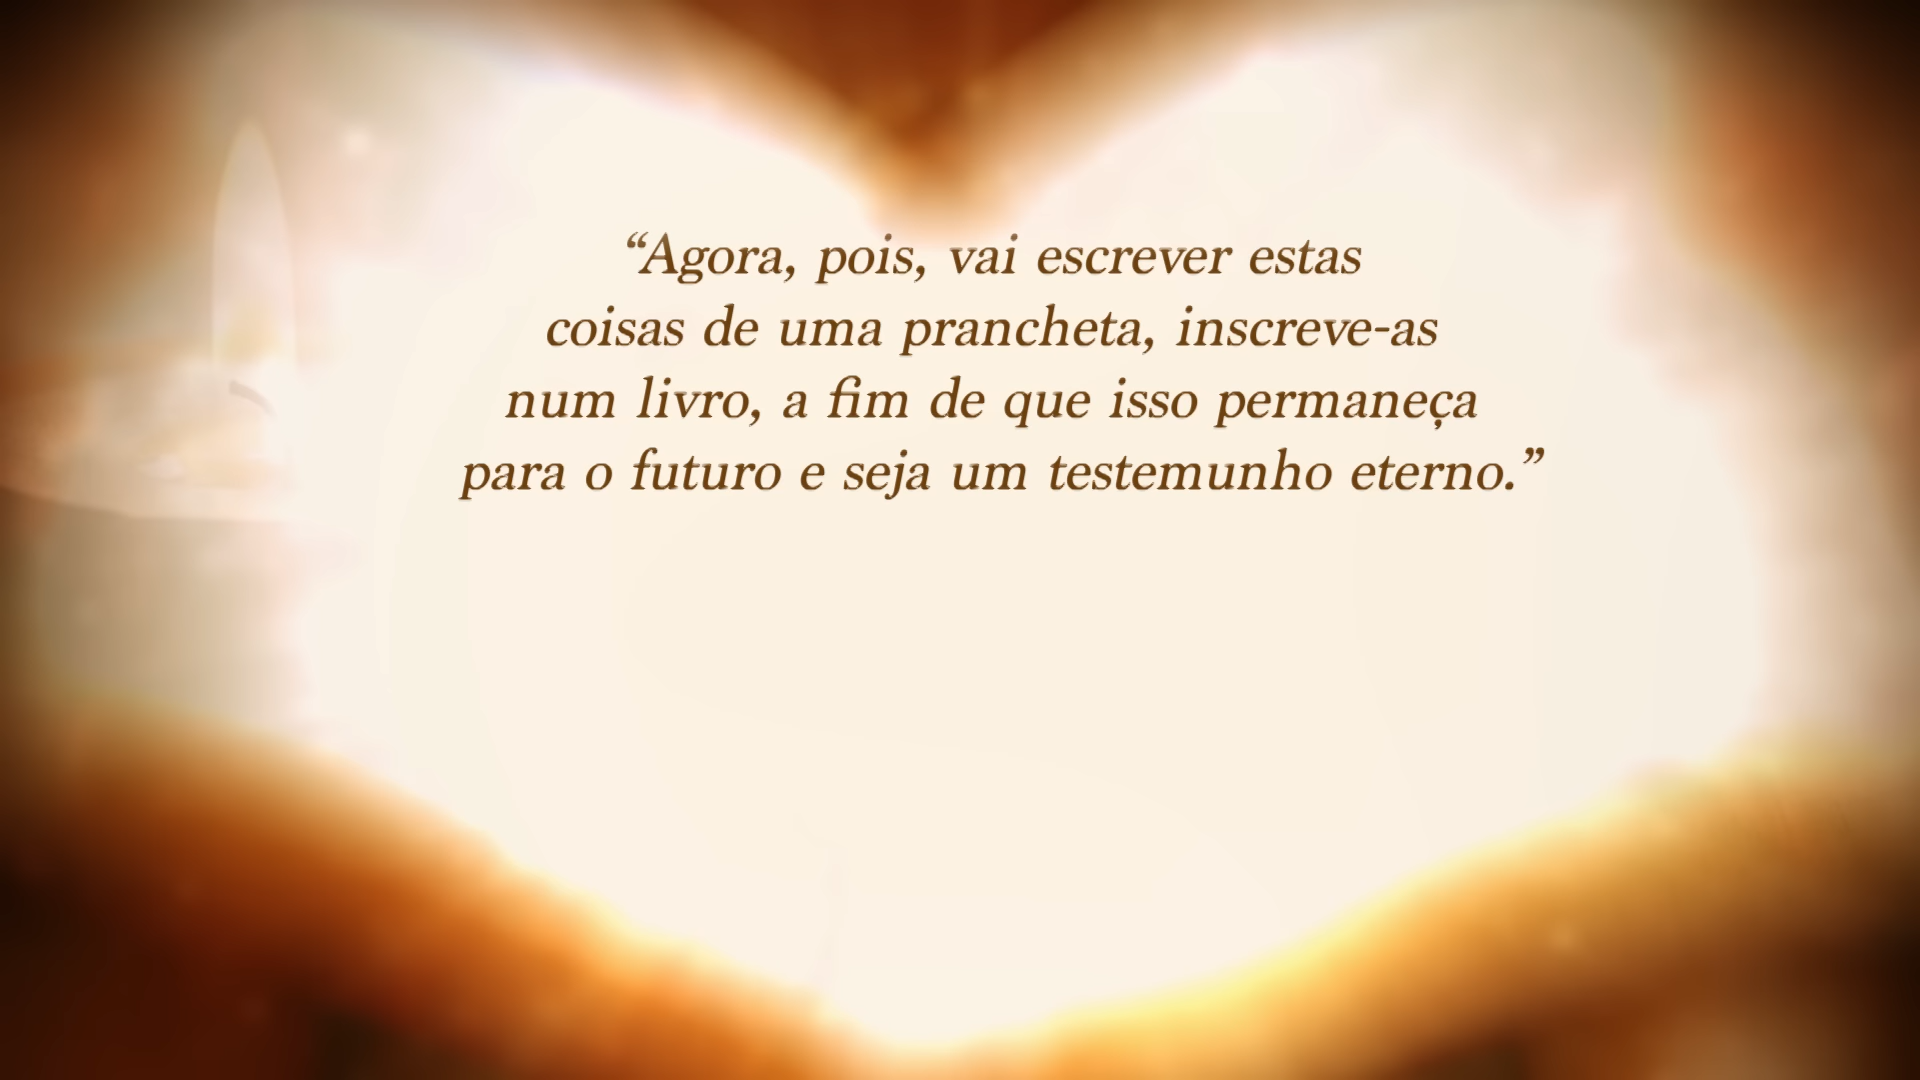 “Agora, pois, vai escrever estas
coisas de uma prancheta, inscreve-as
num livro, a fim de que isso permaneça
para o futuro e seja um testemunho eterno.”